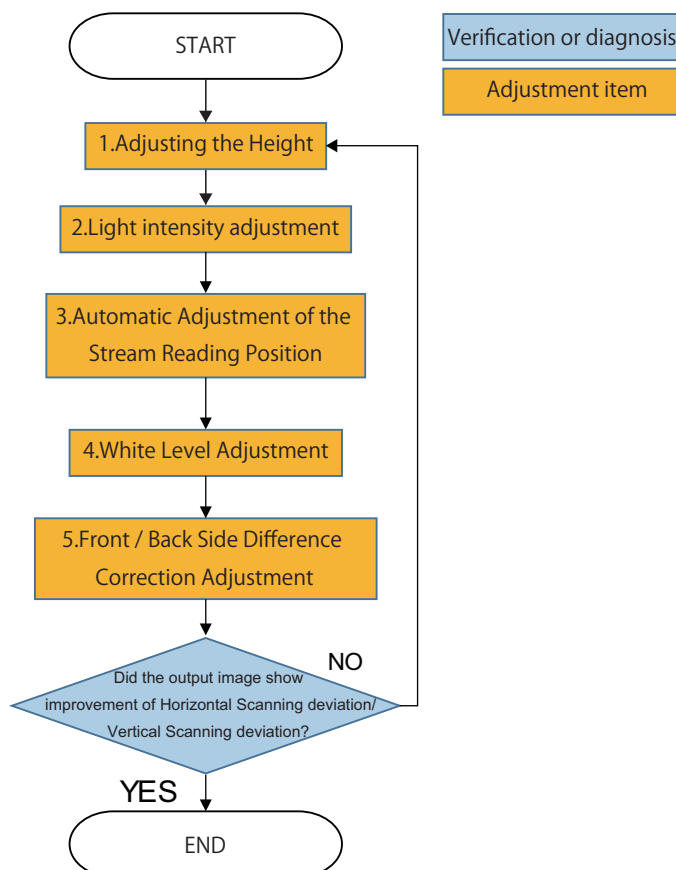 START
Verification or diagnosis
Adjustment item
1.Adjusting the Height
2.Light intensity adjustment
3.Automatic Adjustment of the
Stream Reading Position
4.White Level Adjustment
5.Front / Back Side Difference
Correction Adjustment
NO
Did the output image show
improvement of Horizontal Scanning deviation/
Vertical Scanning deviation?
YES
END